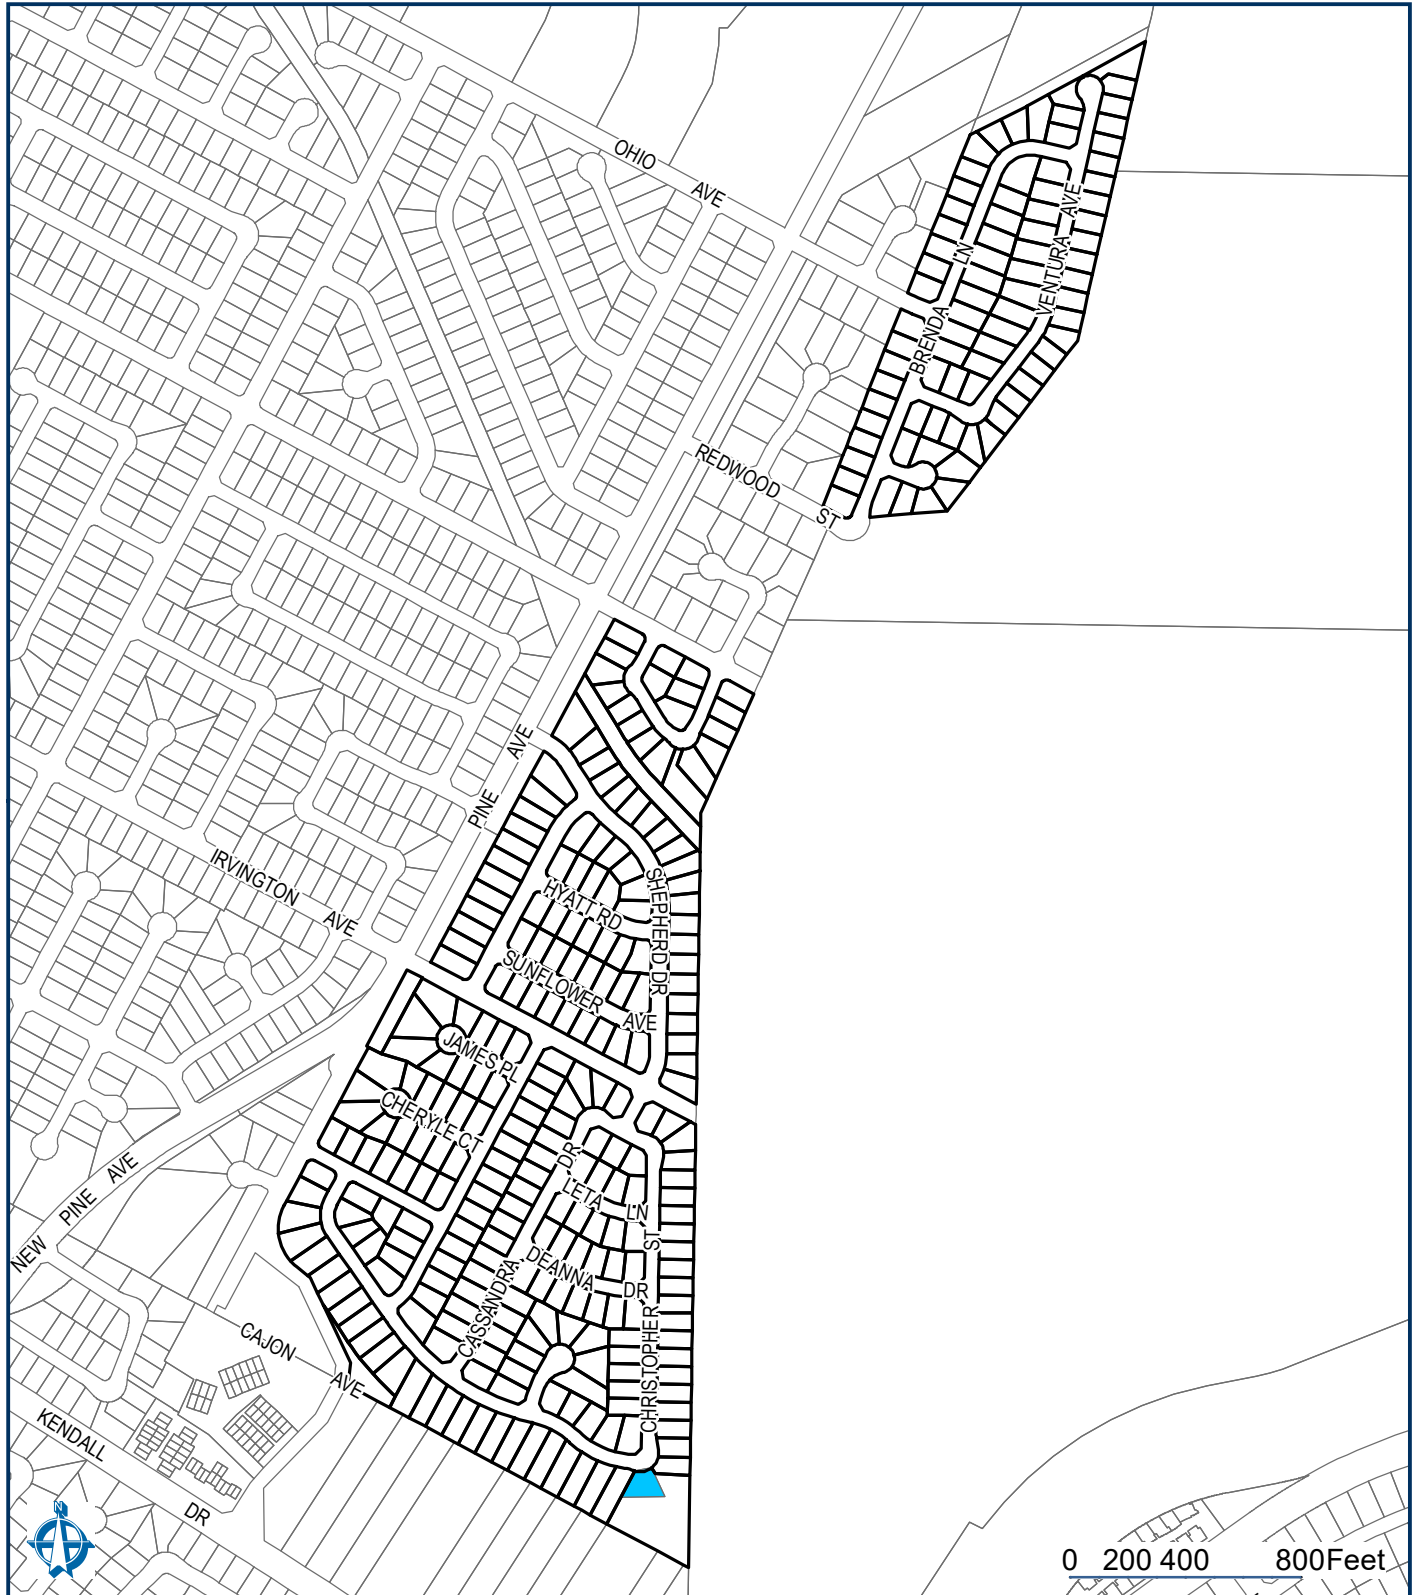 OHIO AVE
VENTURA AVE
BRENDA LN
REDWOOD ST
PINE AVE
IRVINGTON AVE
SHEPHERD DR
HYATT RD
SUNFLOWER AVE
JAMES PL
CHERYLE CT
CASSANDRA DR
LETA LN
DEANNA DR
CHRISTOPHER ST
NEW PINE AVE
CAJON AVE
KENDALL DR
N
0 200 400 800Feet